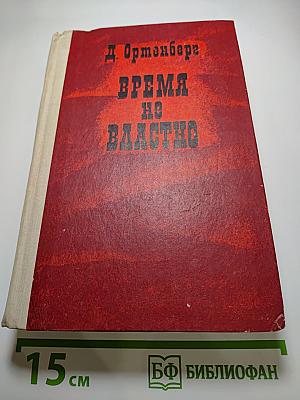 Д. Ортенберг
ВРЕМЯ
не
ВЛАСТНО
15 см
БФ БИБЛИОФАН